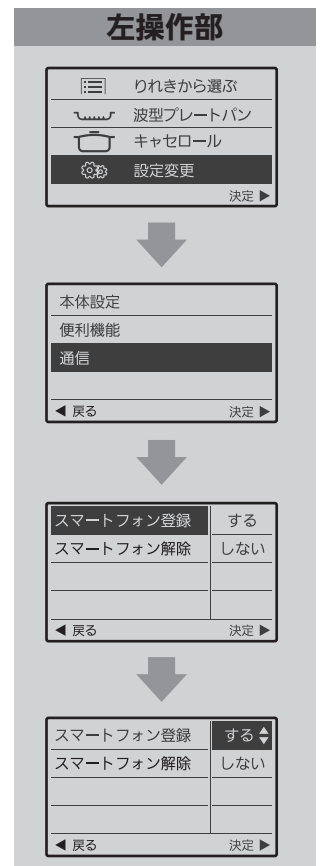 左操作部
りれきから選ぶ
波型プレートパン
キャセロール
設定変更
決定 ▶
本体設定
便利機能
通信
◀ 戻る 決定 ▶
スマートフォン登録 する
スマートフォン解除 しない
◀ 戻る 決定 ▶
スマートフォン登録 する
スマートフォン解除 しない
◀ 戻る 決定 ▶